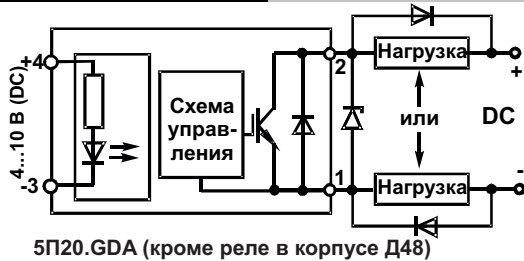 +4
4...10 В (DC)
-3
Схема
управ-
ления
2
1
Нагрузка
+
или
DC
Нагрузка
-
5П20.GDA (кроме реле в корпусе Д48)